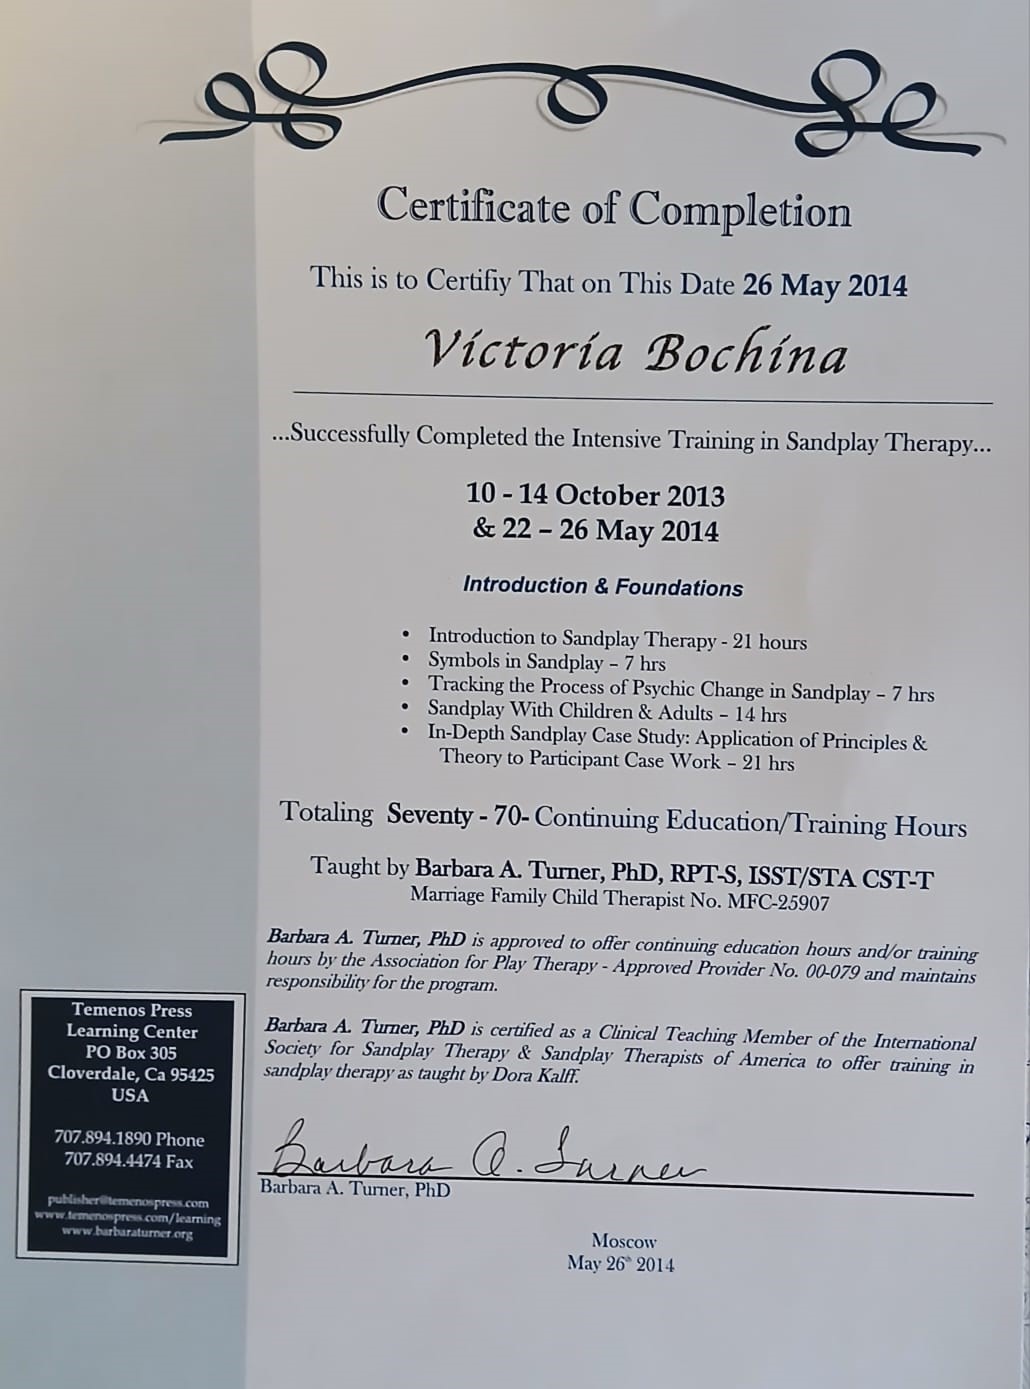 Certificate of Completion
This is to Certifiy That on This Date 26 May 2014
Victoria Bochina
...Successfully Completed the Intensive Training in Sandplay Therapy...
10 - 14 October 2013
& 22 – 26 May 2014
Introduction & Foundations
• Introduction to Sandplay Therapy - 21 hours
• Symbols in Sandplay – 7 hrs
• Tracking the Process of Psychic Change in Sandplay – 7 hrs
• Sandplay With Children & Adults – 14 hrs
• In-Depth Sandplay Case Study: Application of Principles &
Theory to Participant Case Work – 21 hrs
Totaling Seventy - 70- Continuing Education/Training Hours
Taught by Barbara A. Turner, PhD, RPT-S, ISST/STA CST-T
Marriage Family Child Therapist No. MFC-25907
Barbara A. Turner, PhD is approved to offer continuing education hours and/or training
hours by the Association for Play Therapy - Approved Provider No. 00-079 and maintains
responsibility for the program.
Barbara A. Turner, PhD is certified as a Clinical Teaching Member of the International
Society for Sandplay Therapy & Sandplay Therapists of America to offer training in
sandplay therapy as taught by Dora Kalff.
Barbara A. Turner
Barbara A. Turner, PhD
Moscow
May 26th 2014
Temenos Press
Learning Center
PO Box 305
Cloverdale, Ca 95425
USA
707.894.1890 Phone
707.894.4474 Fax
publisher@temenospress.com
www.temenospress.com/learning
www.barbaraturner.org